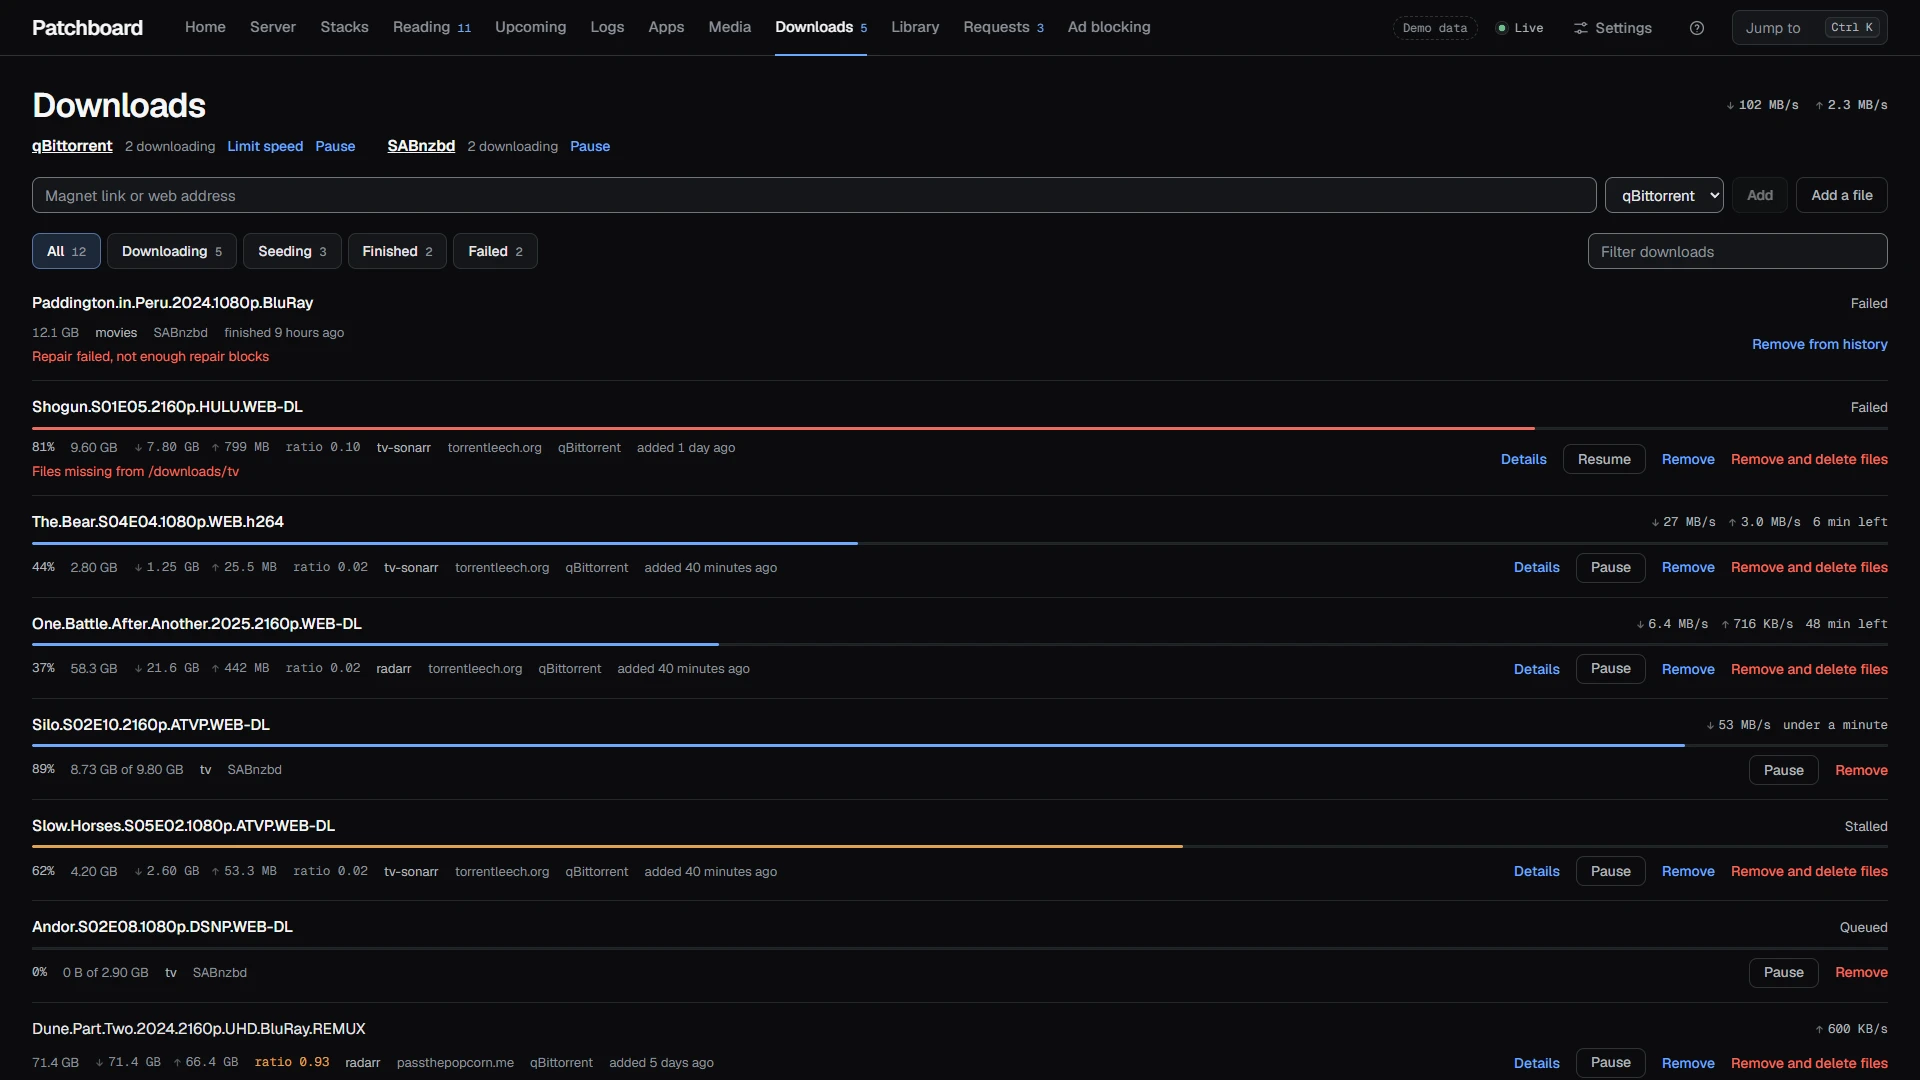 Patchboard Home Server Stacks Reading 11 Upcoming Logs Apps Media Downloads 5 Library Requests 3 Ad blocking Demo data Live Settings Jump to Ctrl K
Downloads ↓ 102 MB/s ↑ 2.3 MB/s
qBittorrent 2 downloading Limit speed Pause SABnzbd 2 downloading Pause
Magnet link or web address qBittorrent Add Add a file
All 12 Downloading 5 Seeding 3 Finished 2 Failed 2 Filter downloads
Paddington.in.Peru.2024.1080p.BluRay Failed
12.1 GB movies SABnzbd finished 9 hours ago
Remove from history
Repair failed, not enough repair blocks
Shogun.S01E05.2160p.HULU.WEB-DL Failed
81% 9.60 GB ↓ 7.80 GB ↑ 799 MB ratio 0.10 tv-sonarr torrentleech.org qBittorrent added 1 day ago
Details Resume Remove Remove and delete files
Files missing from /downloads/tv
The.Bear.S04E04.1080p.WEB.h264 ↓ 27 MB/s ↑ 3.0 MB/s 6 min left
44% 2.80 GB ↓ 1.25 GB ↑ 25.5 MB ratio 0.02 tv-sonarr torrentleech.org qBittorrent added 40 minutes ago Details Pause Remove Remove and delete files
One.Battle.After.Another.2025.2160p.WEB-DL ↓ 6.4 MB/s ↑ 716 KB/s 48 min left
37% 58.3 GB ↓ 21.6 GB ↑ 442 MB ratio 0.02 radarr torrentleech.org qBittorrent added 40 minutes ago Details Pause Remove Remove and delete files
Silo.S02E10.2160p.ATVP.WEB-DL ↓ 53 MB/s under a minute
89% 8.73 GB of 9.80 GB tv SABnzbd Pause Remove
Slow.Horses.S05E02.1080p.ATVP.WEB-DL Stalled
62% 4.20 GB ↓ 2.60 GB ↑ 53.3 MB ratio 0.02 tv-sonarr torrentleech.org qBittorrent added 40 minutes ago Details Pause Remove Remove and delete files
Andor.S02E08.1080p.DSNP.WEB-DL Queued
0% 0 B of 2.90 GB tv SABnzbd Pause Remove
Dune.Part.Two.2024.2160p.UHD.BluRay.REMUX ↑ 600 KB/s
71.4 GB ↓ 71.4 GB ↑ 66.4 GB ratio 0.93 radarr passthepopcorn.me qBittorrent added 5 days ago Details Pause Remove Remove and delete files